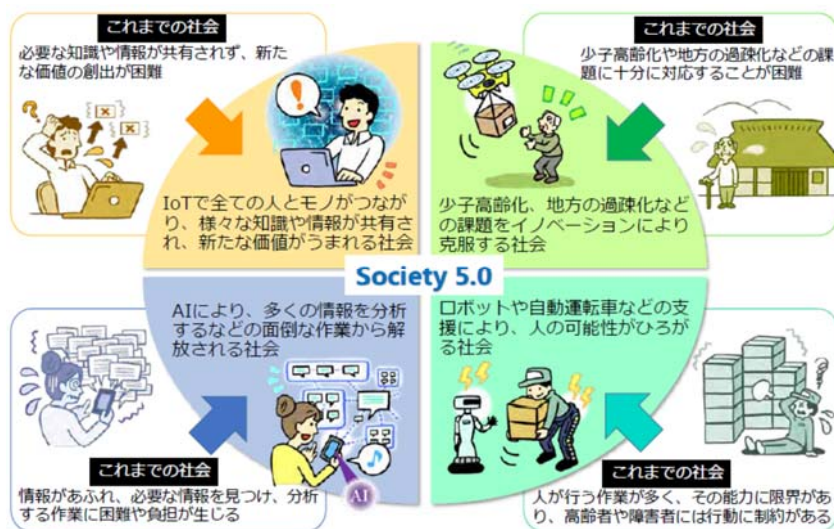 これまでの社会
必要な知識や情報が共有されず、新た
な価値の創出が困難
IoTで全ての人とモノがつなが
り、様々な知識や情報が共有さ
れ、新たな価値がうまれる社会
これまでの社会
少子高齢化や地方の過疎化などの課
題に十分に対応することが困難
少子高齢化、地方の過疎化など
の課題をイノベーションにより
克服する社会
Society 5.0
AIにより、多くの情報を分析
するなどの面倒な作業から解
放される社会
AI
これまでの社会
情報があふれ、必要な情報を見つけ、分析
する作業に困難や負担が生じる
ロボットや自動運転車などの支
援により、人の可能性がひろが
る社会
これまでの社会
人が行う作業が多く、その能力に限界があ
り、高齢者や障害者には行動に制約がある